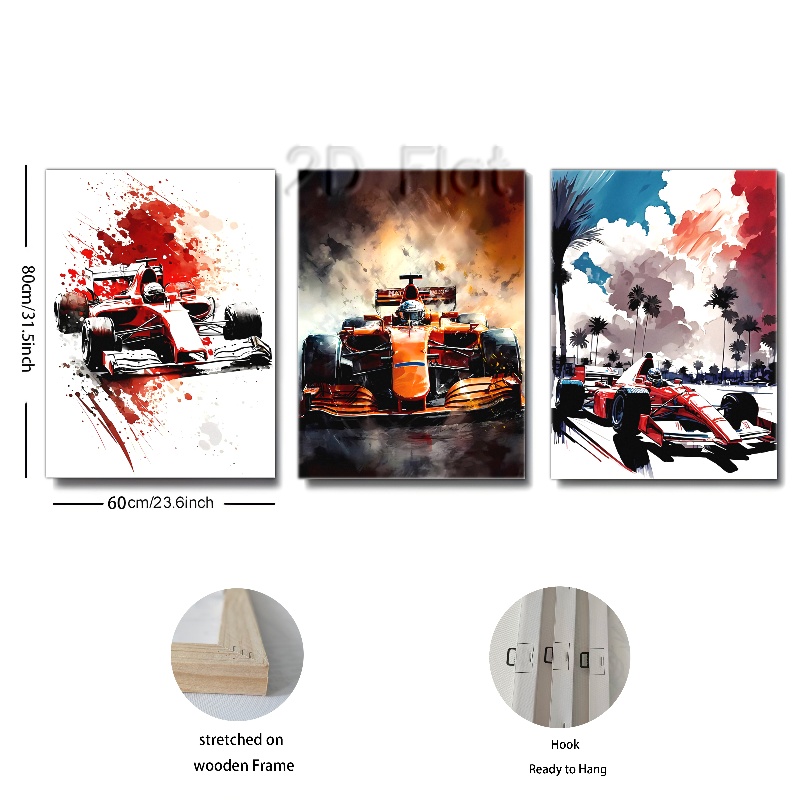 2D Flat
80cm/31.5inch
60cm/23.6inch
stretched on
wooden Frame
Hook
Ready to Hang